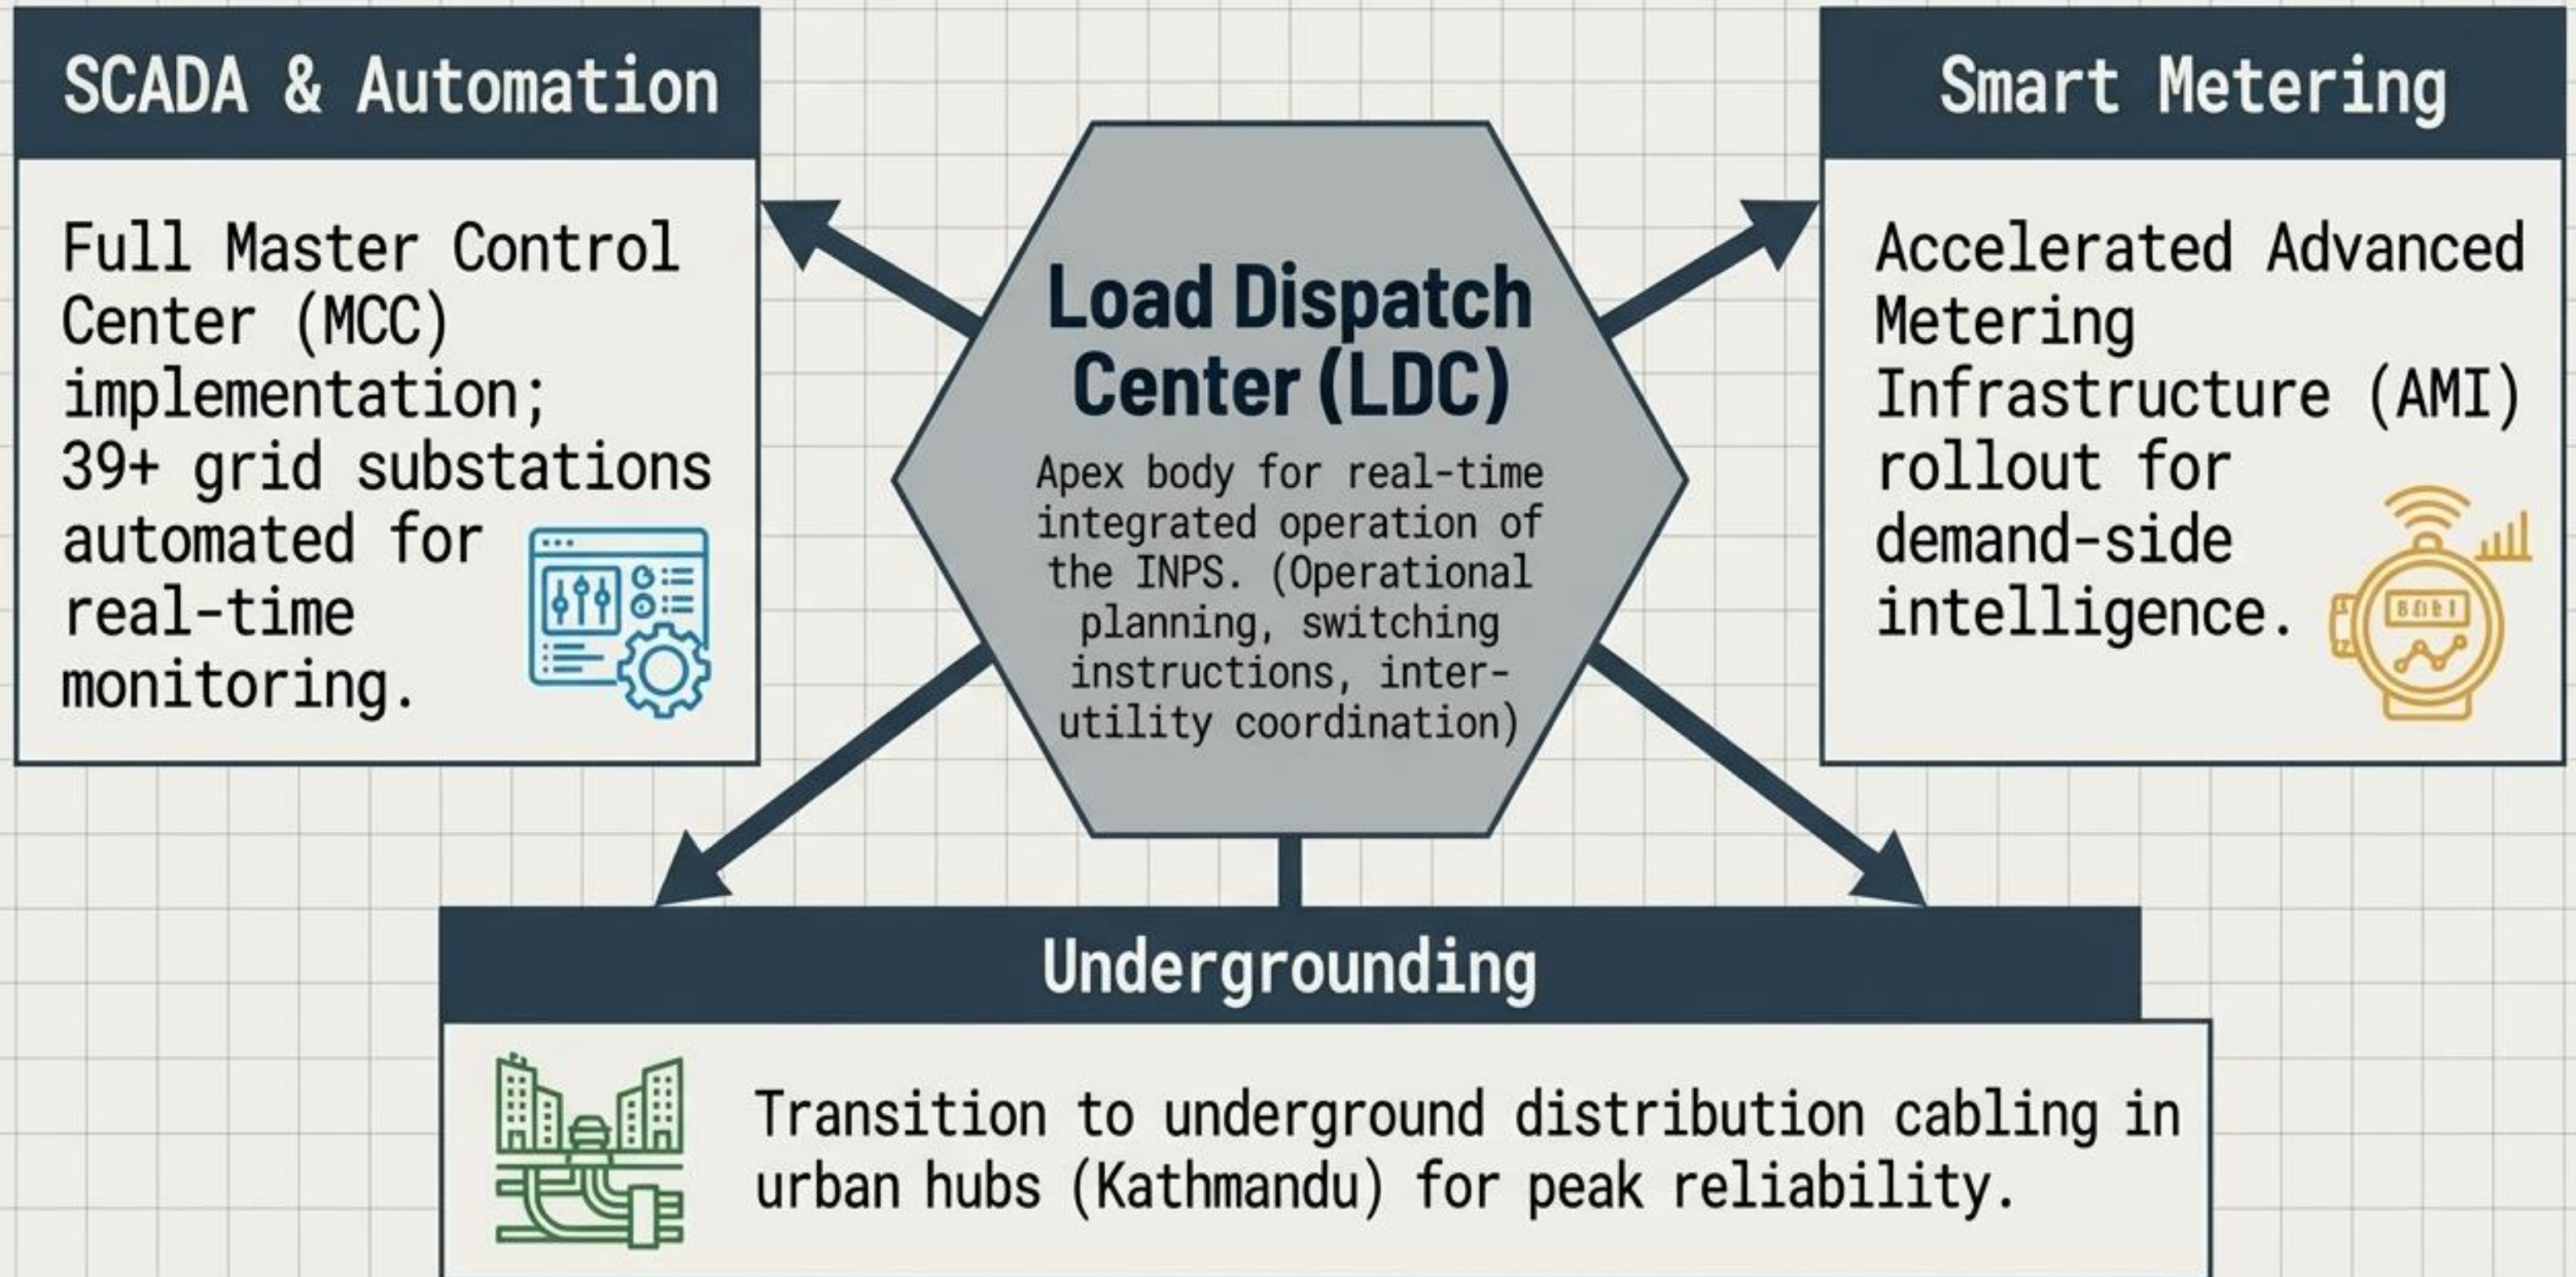 SCADA & Automation
Full Master Control
Center (MCC)
implementation;
39+ grid substations
automated for
real-time
monitoring.
Load Dispatch
Center (LDC)
Apex body for real-time
integrated operation of
the INPS. (Operational
planning, switching
instructions, inter-
utility coordination)
Smart Metering
Accelerated Advanced
Metering
Infrastructure (AMI)
rollout for
demand-side
intelligence.
Undergrounding
Transition to underground distribution cabling in
urban hubs (Kathmandu) for peak reliability.